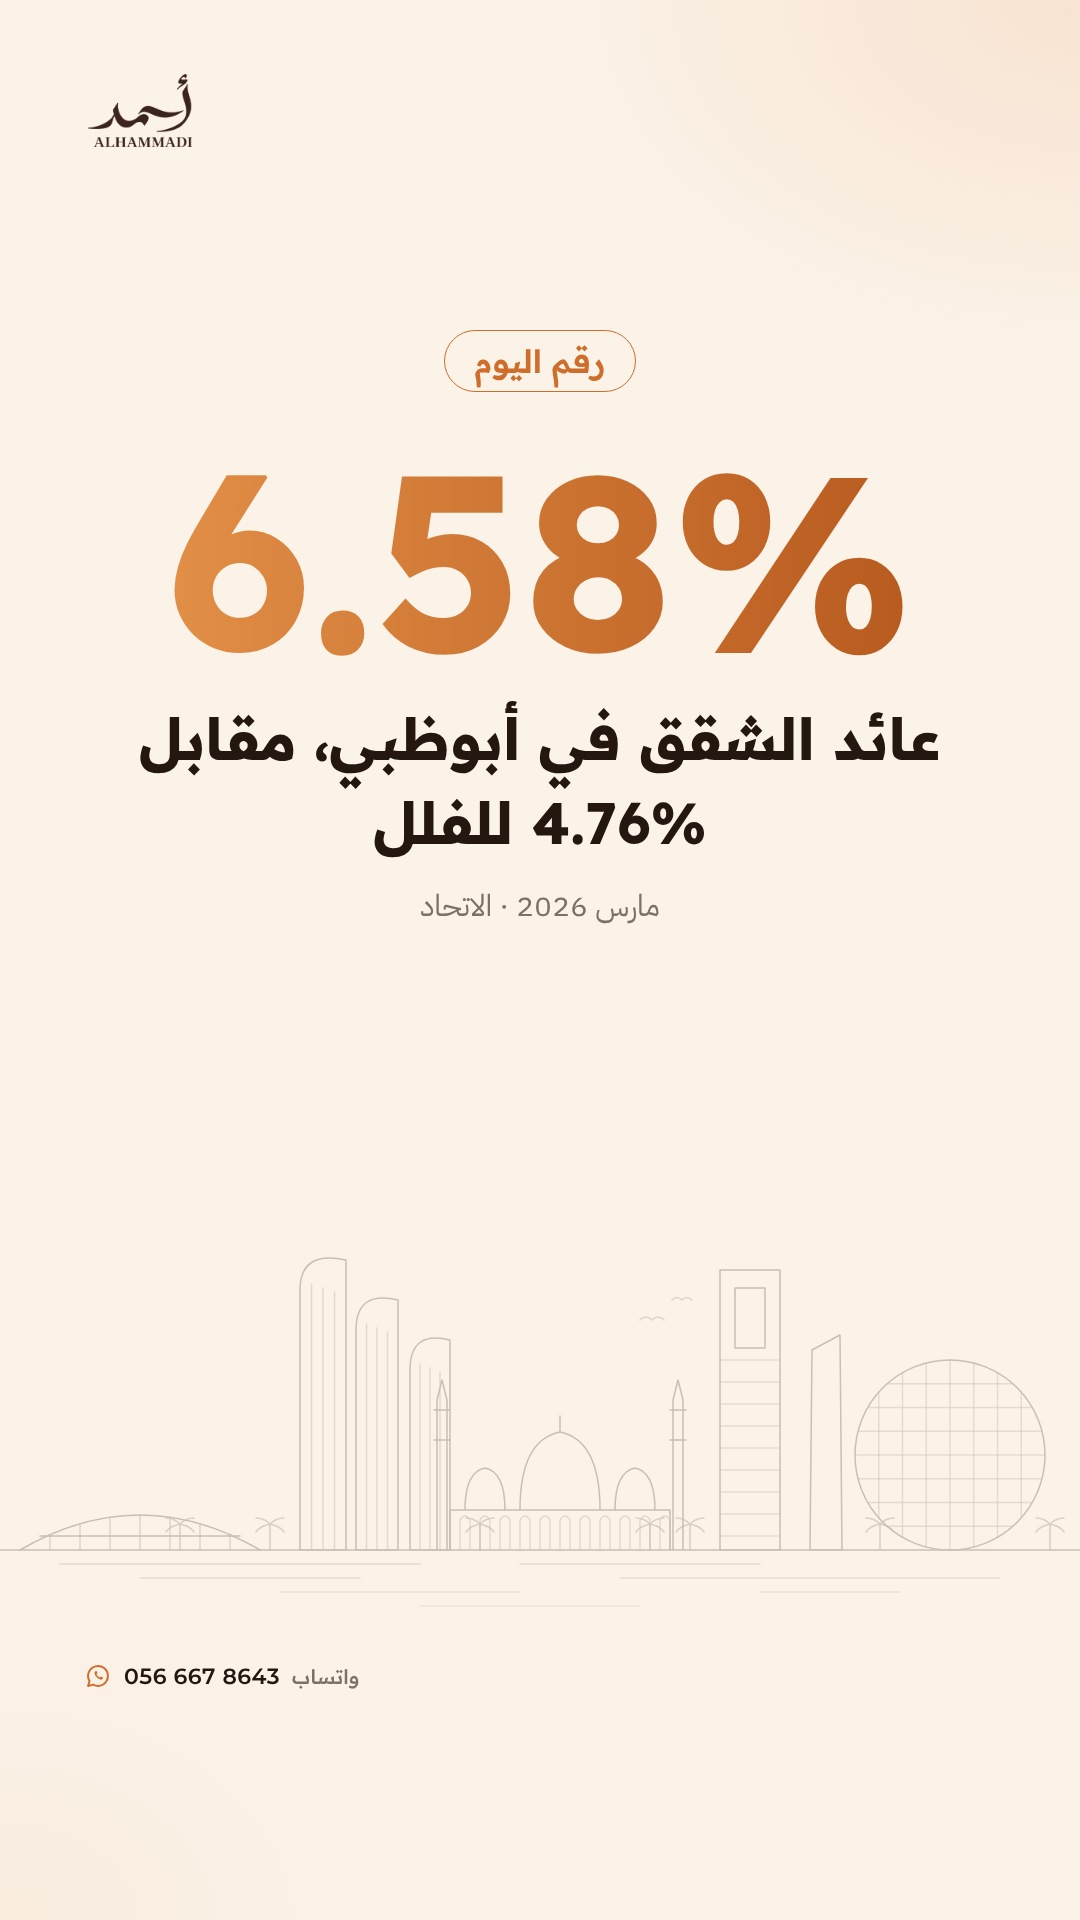 أحمد
ALHAMMADI
رقم اليوم
6.58%
عائد الشقق في أبوظبي، مقابل
4.76% للفلل
مارس 2026 · الاتحاد
056 667 8643 واتساب